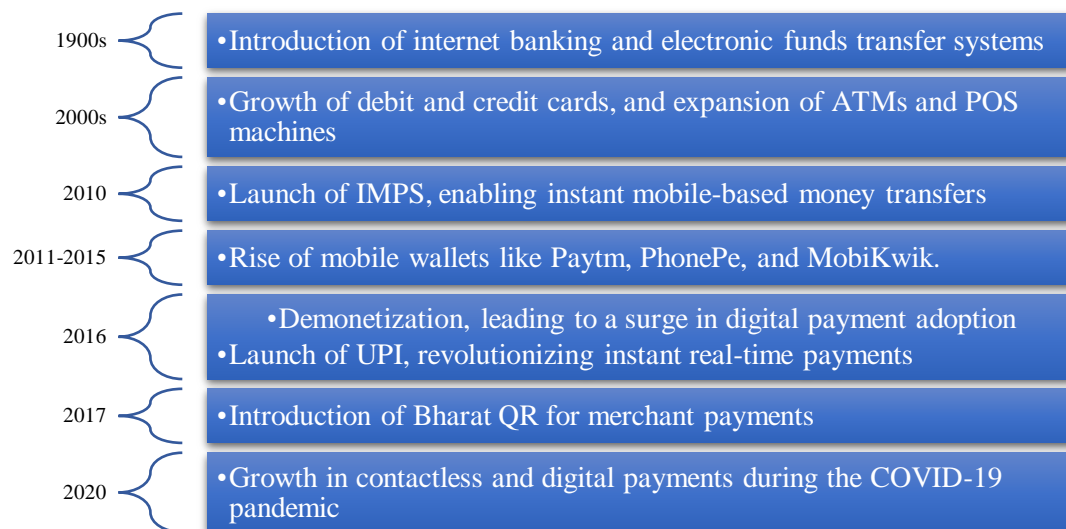 1900s
•Introduction of internet banking and electronic funds transfer systems
2000s
•Growth of debit and credit cards, and expansion of ATMs and POS
machines
2010
•Launch of IMPS, enabling instant mobile-based money transfers
2011-2015
•Rise of mobile wallets like Paytm, PhonePe, and MobiKwik.
2016
•Demonetization, leading to a surge in digital payment adoption
•Launch of UPI, revolutionizing instant real-time payments
2017
•Introduction of Bharat QR for merchant payments
2020
•Growth in contactless and digital payments during the COVID-19
pandemic